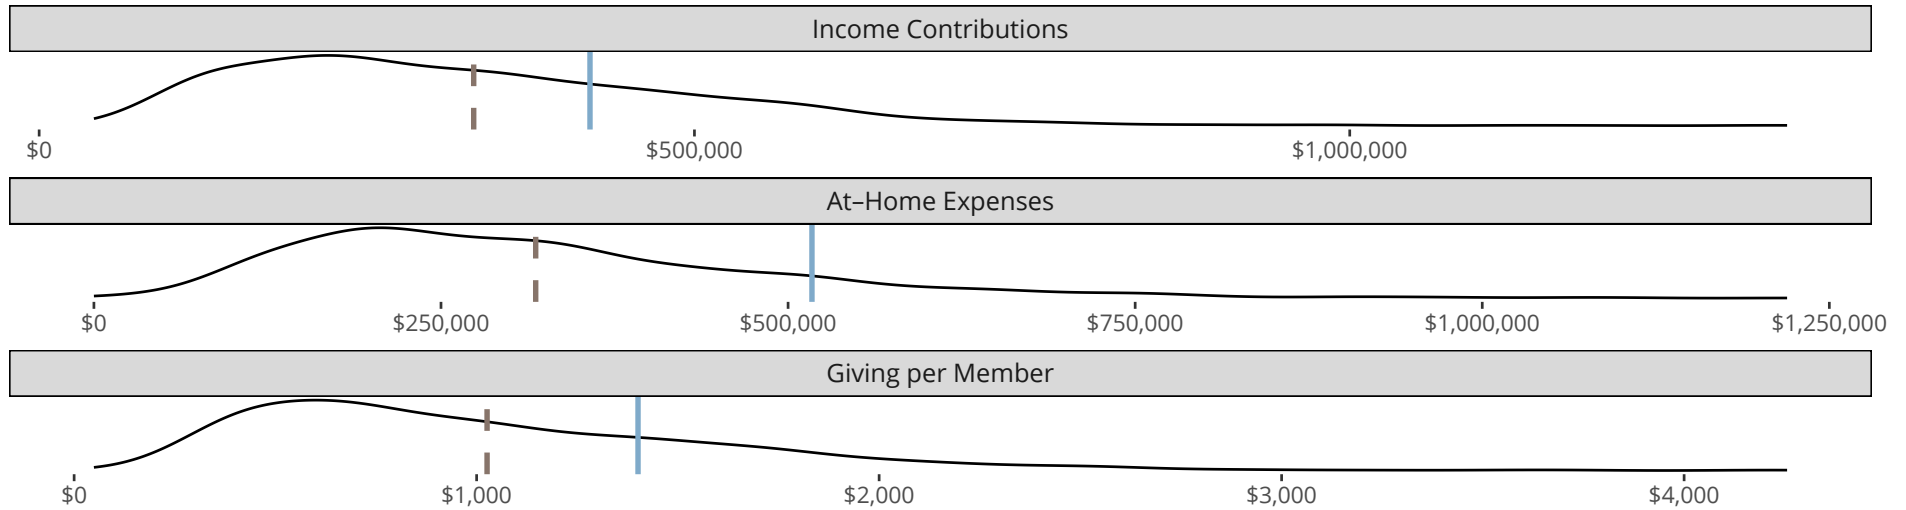 Income Contributions
$0 $500,000 $1,000,000
At–Home Expenses
$0 $250,000 $500,000 $750,000 $1,000,000 $1,250,000
Giving per Member
$0 $1,000 $2,000 $3,000 $4,000